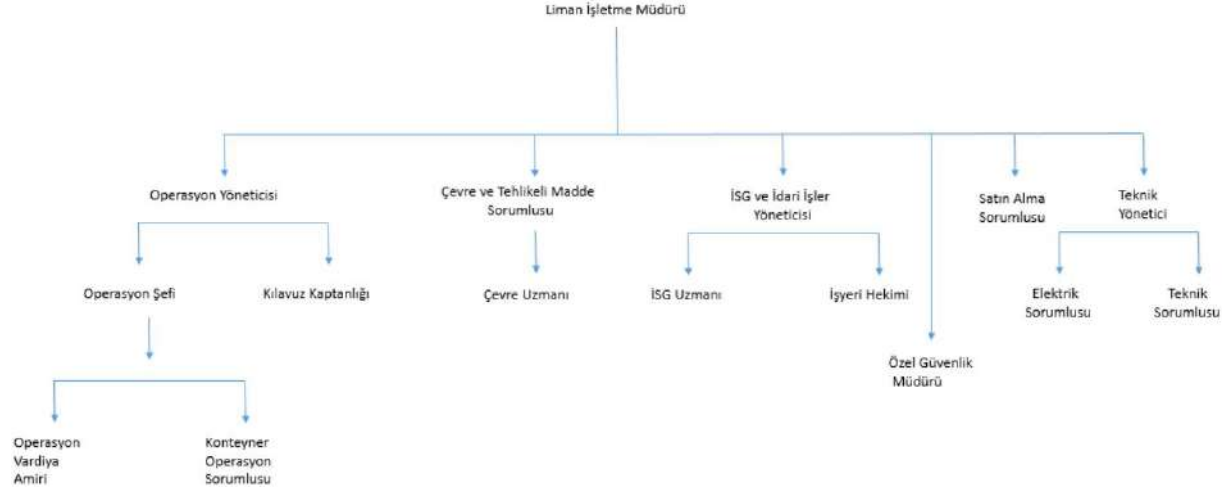 Liman İşletme Müdürü
Operasyon Yöneticisi
Çevre ve Tehlikeli Madde
Sorumlusu
İSG ve İdari İşler
Yöneticisi
Satın Alma
Sorumlusu
Teknik
Yönetici
Operasyon Şefi
Kılavuz Kaptanlığı
Çevre Uzmanı
İSG Uzmanı
İşyeri Hekimi
Elektrik
Sorumlusu
Teknik
Sorumlusu
Özel Güvenlik
Müdürü
Operasyon
Vardiya
Amiri
Konteyner
Operasyon
Sorumlusu